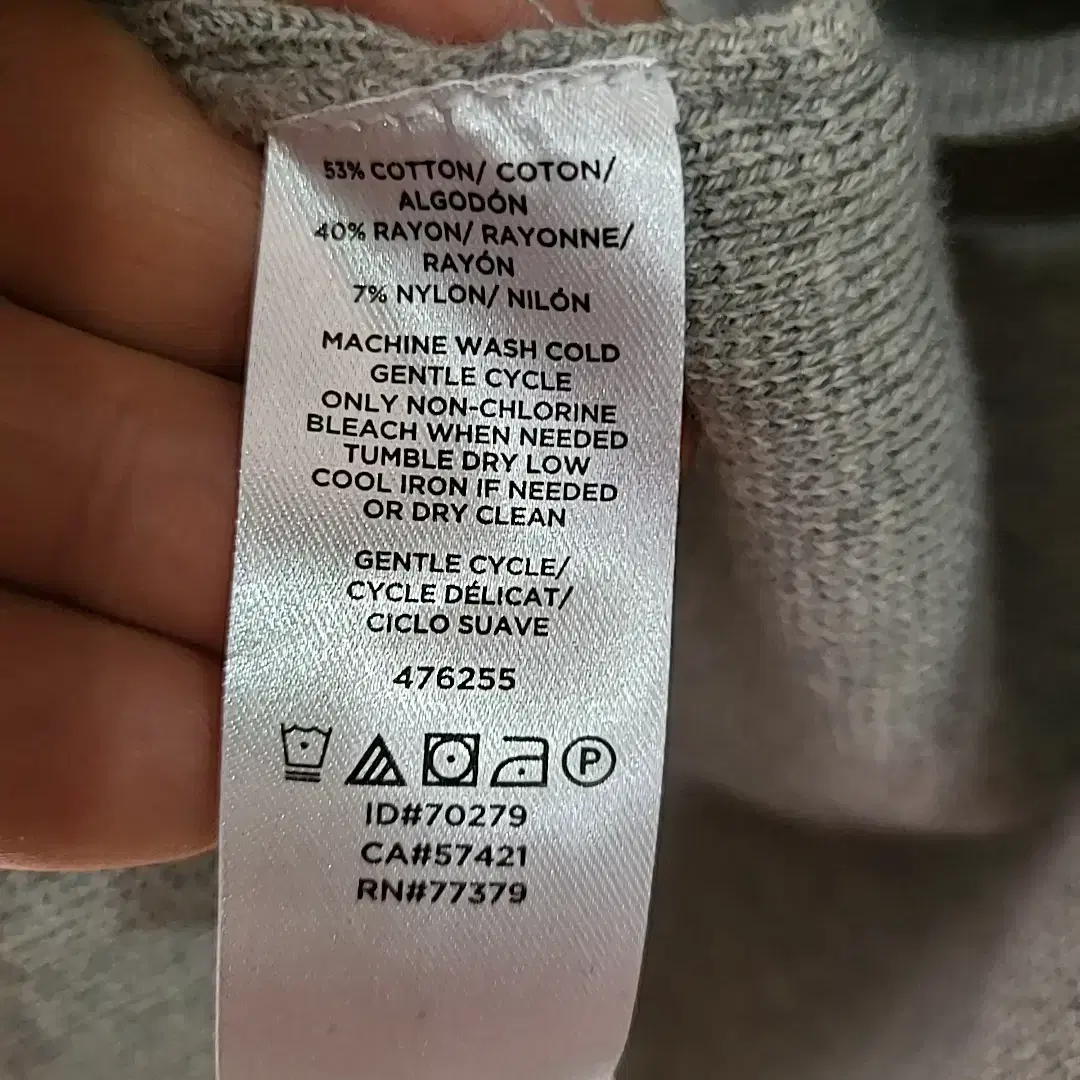 53% COTTON/ COTON/
ALGODÓN
40% RAYON/ RAYONNE/
RAYÓN
7% NYLON/ NILÓN
MACHINE WASH COLD
GENTLE CYCLE
ONLY NON-CHLORINE
BLEACH WHEN NEEDED
TUMBLE DRY LOW
COOL IRON IF NEEDED
OR DRY CLEAN
GENTLE CYCLE/
CYCLE DÉLICAT/
CICLO SUAVE
476255
P
ID#70279
CA#57421
RN#77379